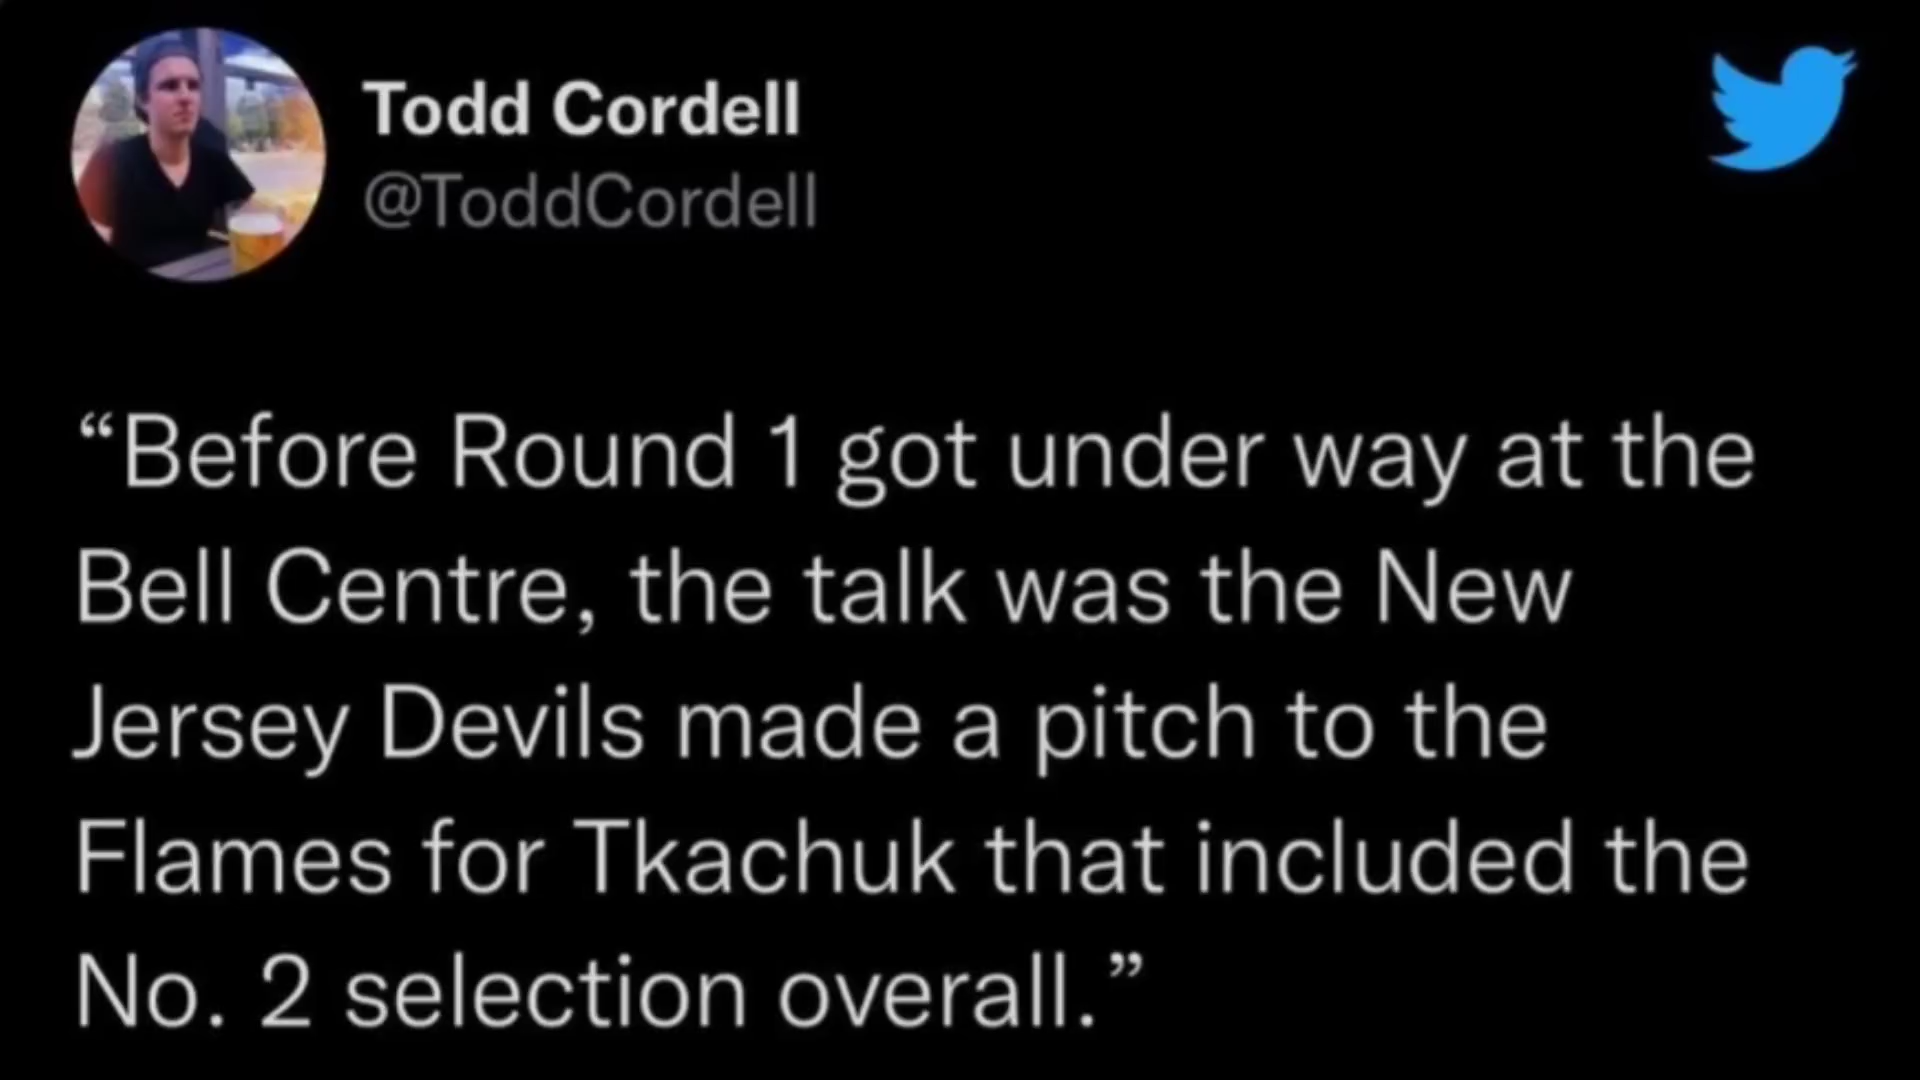 Todd Cordell
@ToddCordell
“Before Round 1 got under way at the
Bell Centre, the talk was the New
Jersey Devils made a pitch to the
Flames for Tkachuk that included the
No. 2 selection overall.”